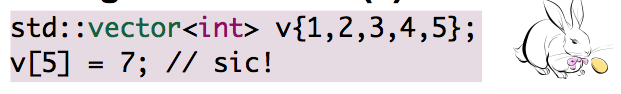 std::vector<int> v{1,2,3,4,5};
v[5] = 7; // sic!